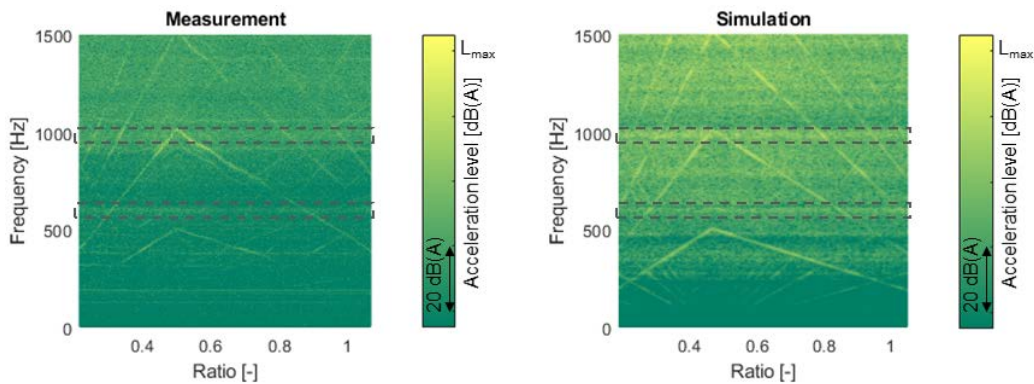 Measurement
1500
1000
500
0
Frequency [Hz]
0.4
0.6
0.8
1
Ratio [-]
Lmax
Acceleration level [dB(A)]
20 dB(A)
Simulation
1500
1000
500
0
Frequency [Hz]
0.4
0.6
0.8
1
Ratio [-]
Lmax
Acceleration level [dB(A)]
20 dB(A)